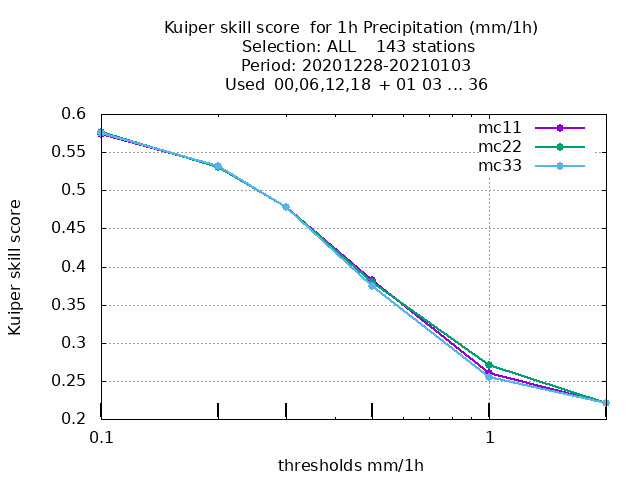 Kuiper skill score  for 1h Precipitation (mm/1h)
Selection: ALL    143 stations
Period: 20201228-20210103
Used  00,06,12,18  + 01 03 ... 36
mc11
mc22
mc33
0.6
0.55
0.5
0.45
0.4
0.35
0.3
0.25
0.2
Kuiper skill score
0.1
1
thresholds mm/1h